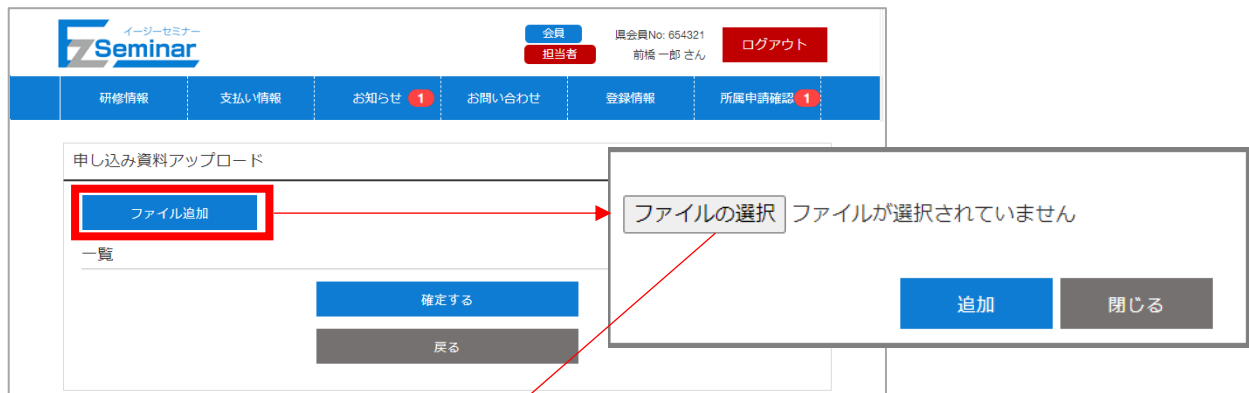 イージーセミナー
EZ Seminar
会員
担当者
県会員No: 654321
前橋 一郎 さん
ログアウト
研修情報
支払い情報
お知らせ 1
お問い合わせ
登録情報
所属申請確認 1
申し込み資料アップロード
ファイル追加
一覧
確定する
戻る
ファイルの選択 ファイルが選択されていません
追加
閉じる